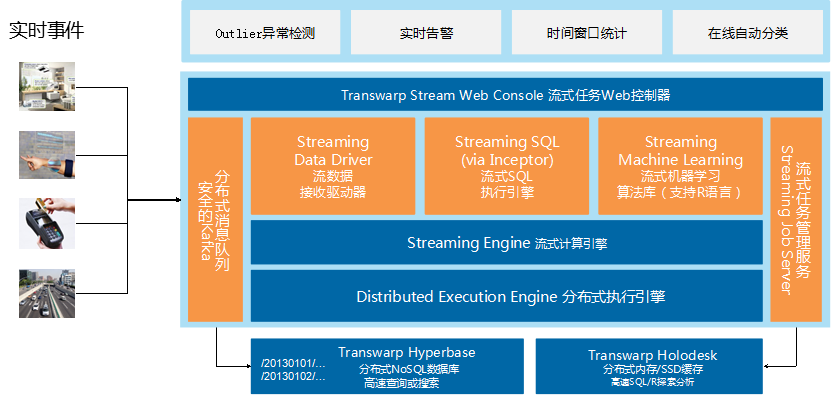 实时事件
Outlier异常检测
实时告警
时间窗口统计
在线自动分类
Transwarp Stream Web Console 流式任务Web控制器
分布式消息队列
安全的Kafka
Streaming
Data Driver
流数据
接收驱动器
Streaming SQL
(via Inceptor)
流式SQL
执行引擎
Streaming
Machine Learning
流式机器学习
算法库（支持R语言）
流式任务管理服务
Streaming Job Server
Streaming Engine 流式计算引擎
Distributed Execution Engine 分布式执行引擎
/20130101/…
/20130102/…
Transwarp Hyperbase
分布式NoSQL数据库
高速查询或搜索
Transwarp Holodesk
分布式内存/SSD缓存
高速SQL/R探索分析